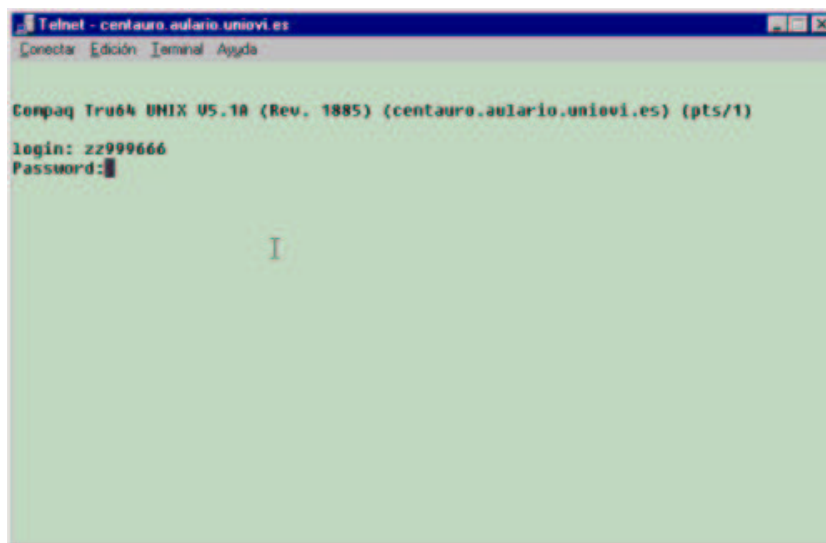 Telnet - centauro.aulario.uniovi.es
Conectar Edición Terminal Ayuda
Compaq Tru64 UNIX V5.1A (Rev. 1885) (centauro.aulario.uniovi.es) (pts/1)
login: zz999666
Password: